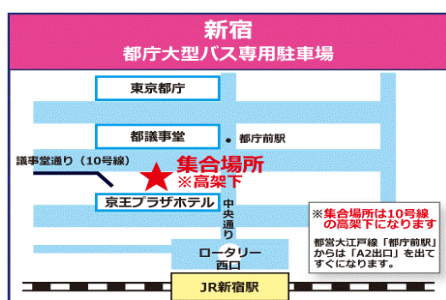 新宿
都庁大型バス専用駐車場
東京都庁
都議事堂
都庁前駅
議事堂通り（10号線）
集合場所
※高架下
京王プラザホテル
中央通り
ロータリー
西口
JR新宿駅
※集合場所は10号線
の高架下になります
都営大江戸線「都庁前駅」
からは「A2出口」を出て
すぐになります。